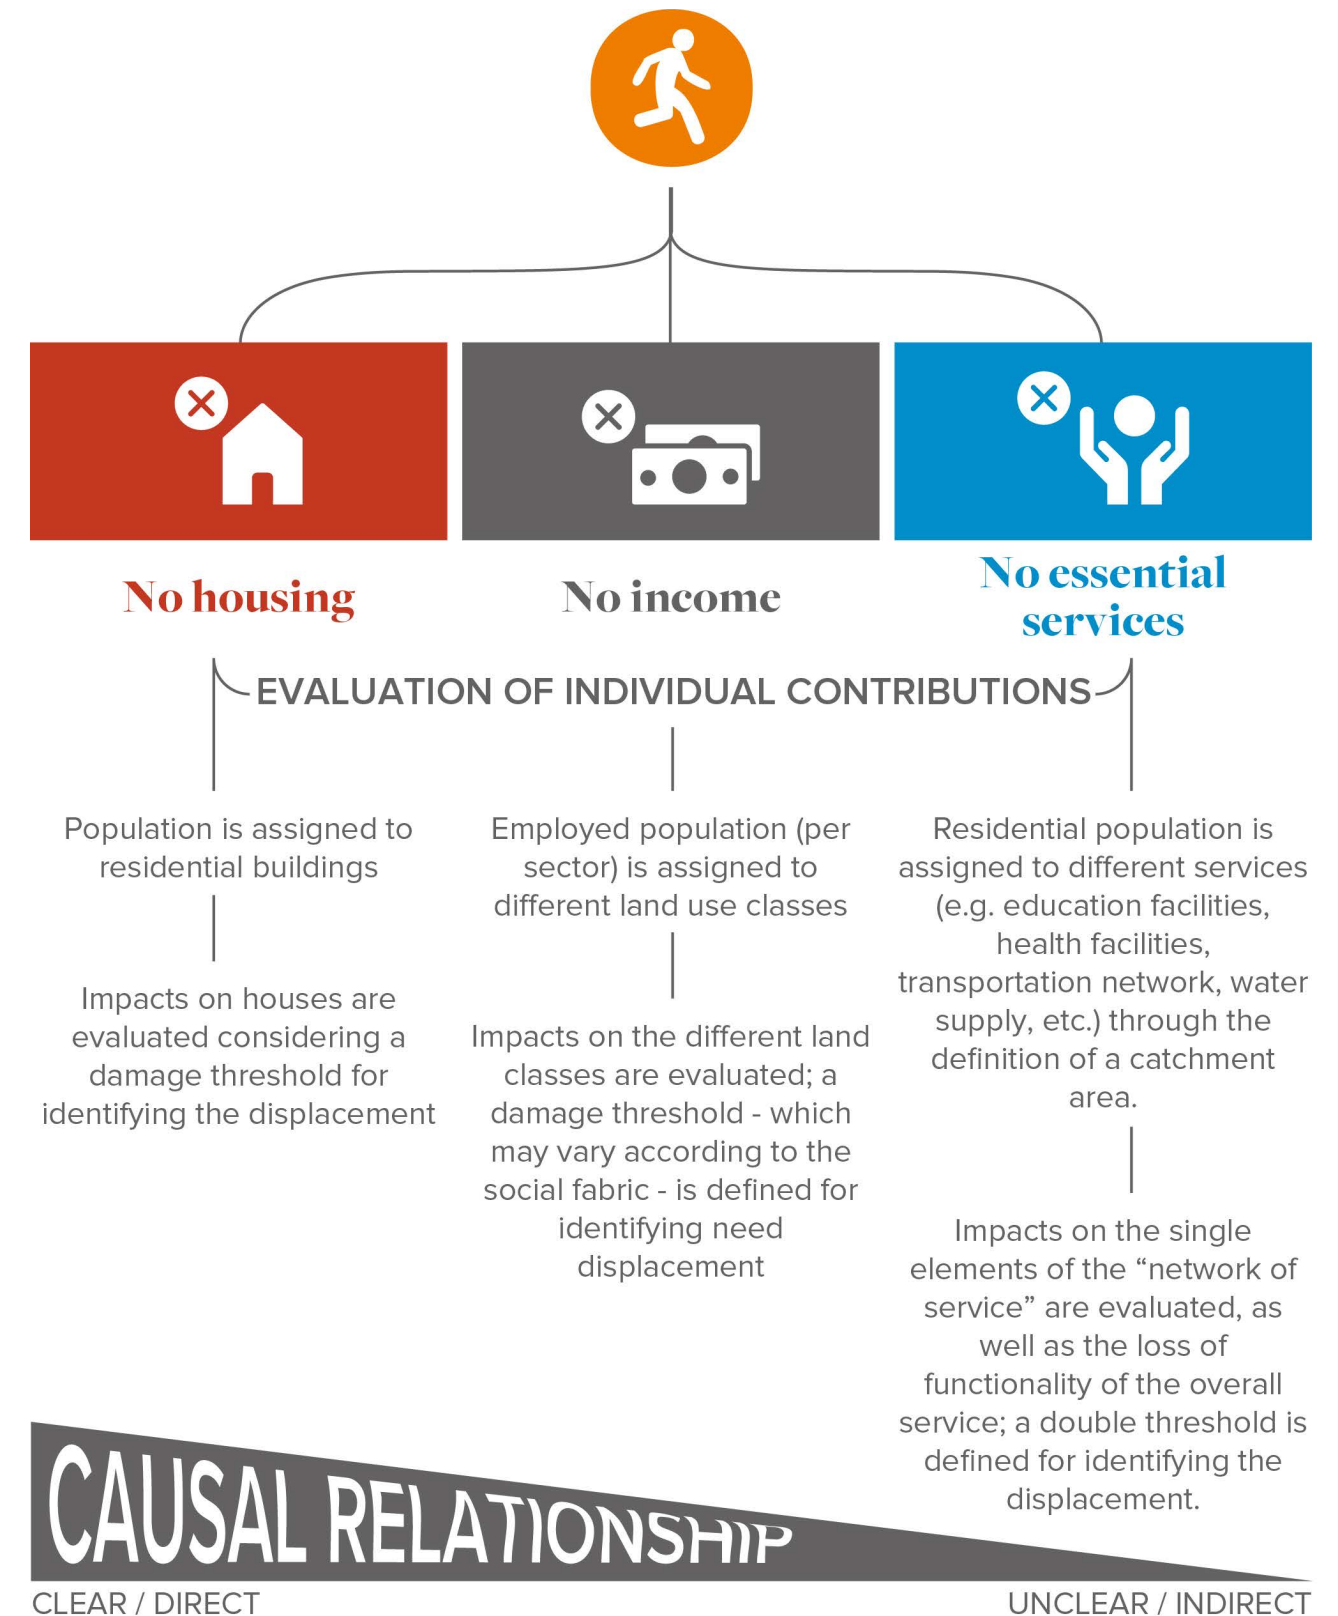 No housing
No income
No essential
services
EVALUATION OF INDIVIDUAL CONTRIBUTIONS
Population is assigned to
residential buildings
Impacts on houses are
evaluated considering a
damage threshold for
identifying the displacement
Employed population (per
sector) is assigned to
different land use classes
Impacts on the different land
classes are evaluated; a
damage threshold - which
may vary according to the
social fabric - is defined for
identifying need
displacement
Residential population is
assigned to different services
(e.g. education facilities,
health facilities,
transportation network, water
supply, etc.) through the
definition of a catchment
area.
Impacts on the single
elements of the “network of
service” are evaluated, as
well as the loss of
functionality of the overall
service; a double threshold is
defined for identifying the
displacement.
CAUSAL RELATIONSHIP
CLEAR / DIRECT
UNCLEAR / INDIRECT